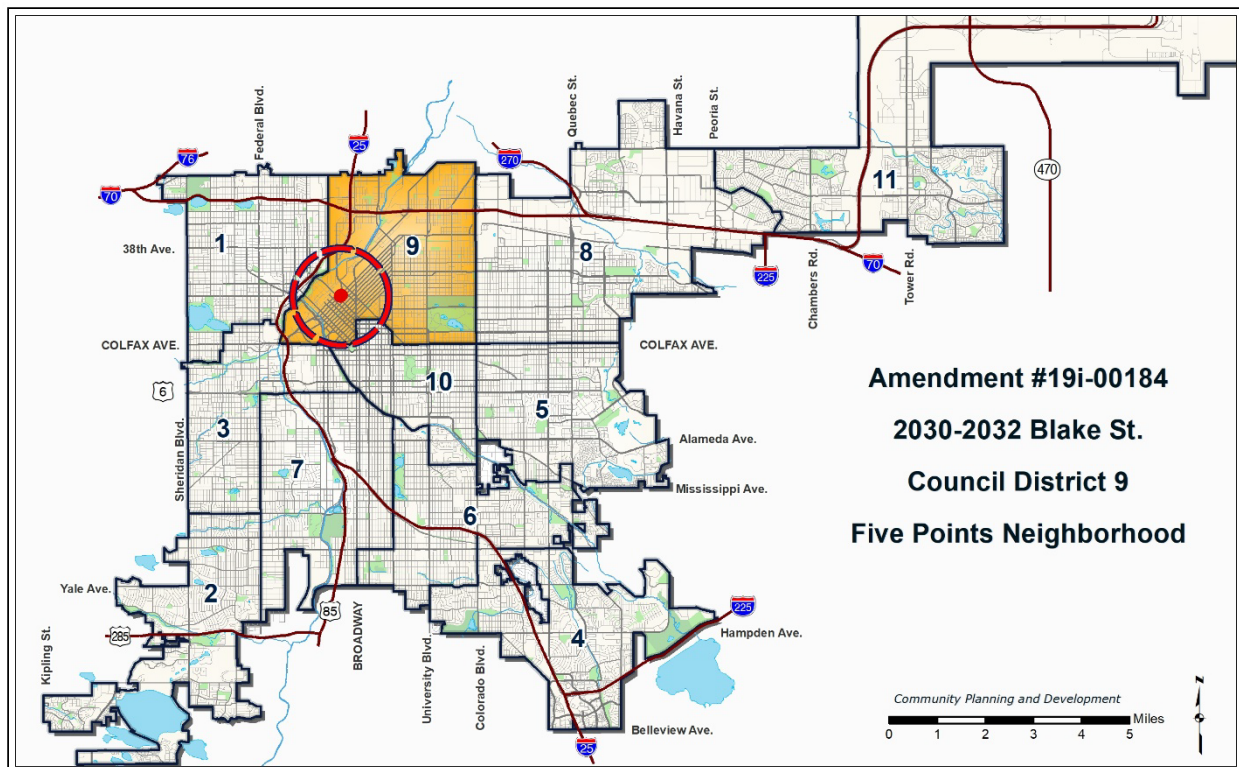 Federal Blvd.
Quebec St.
Havana St.
Peoria St.
76
25
270
70
470
11
38th Ave.
1
9
8
225
70
Chambers Rd.
Tower Rd.
COLFAX AVE.
COLFAX AVE.
6
10
5
3
Sheridan Blvd.
Alameda Ave.
7
Mississippi Ave.
6
Yale Ave.
2
85
225
285
BROADWAY
University Blvd.
Colorado Blvd.
4
Hampden Ave.
Kipling St.
25
Belleview Ave.
Amendment #19i-00184
2030-2032 Blake St.
Council District 9
Five Points Neighborhood
Community Planning and Development
Miles
0 1 2 3 4 5
N